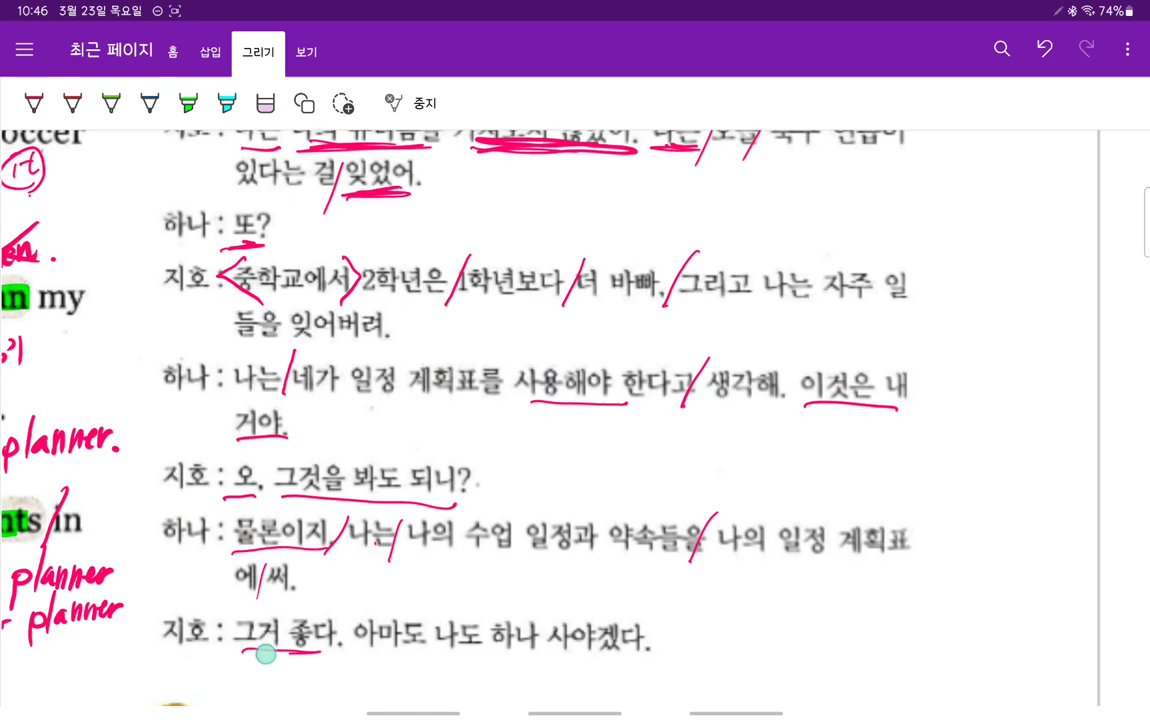 10:46 3월 23일 목요일 74%
최근 페이지 홈 삽입 그리기 보기
중지
occer
it
있다는 걸 잊었어.
하나 : 또?
en.
지호 : <중학교에서> 2학년은 1학년보다 더 바빠, 그리고 나는 자주 일
an my
들을 잊어버려.
하나 : 나는 네가 일정 계획표를 사용해야 한다고 생각해. 이것은 내
거야.
planner.
지호 : 오, 그것을 봐도 되니?
nts in
하나 : 물론이지, 나는 나의 수업 일정과 약속들을 나의 일정 계획표
planner
에 써.
planner
지호 : 그거 좋다. 아마도 나도 하나 사야겠다.